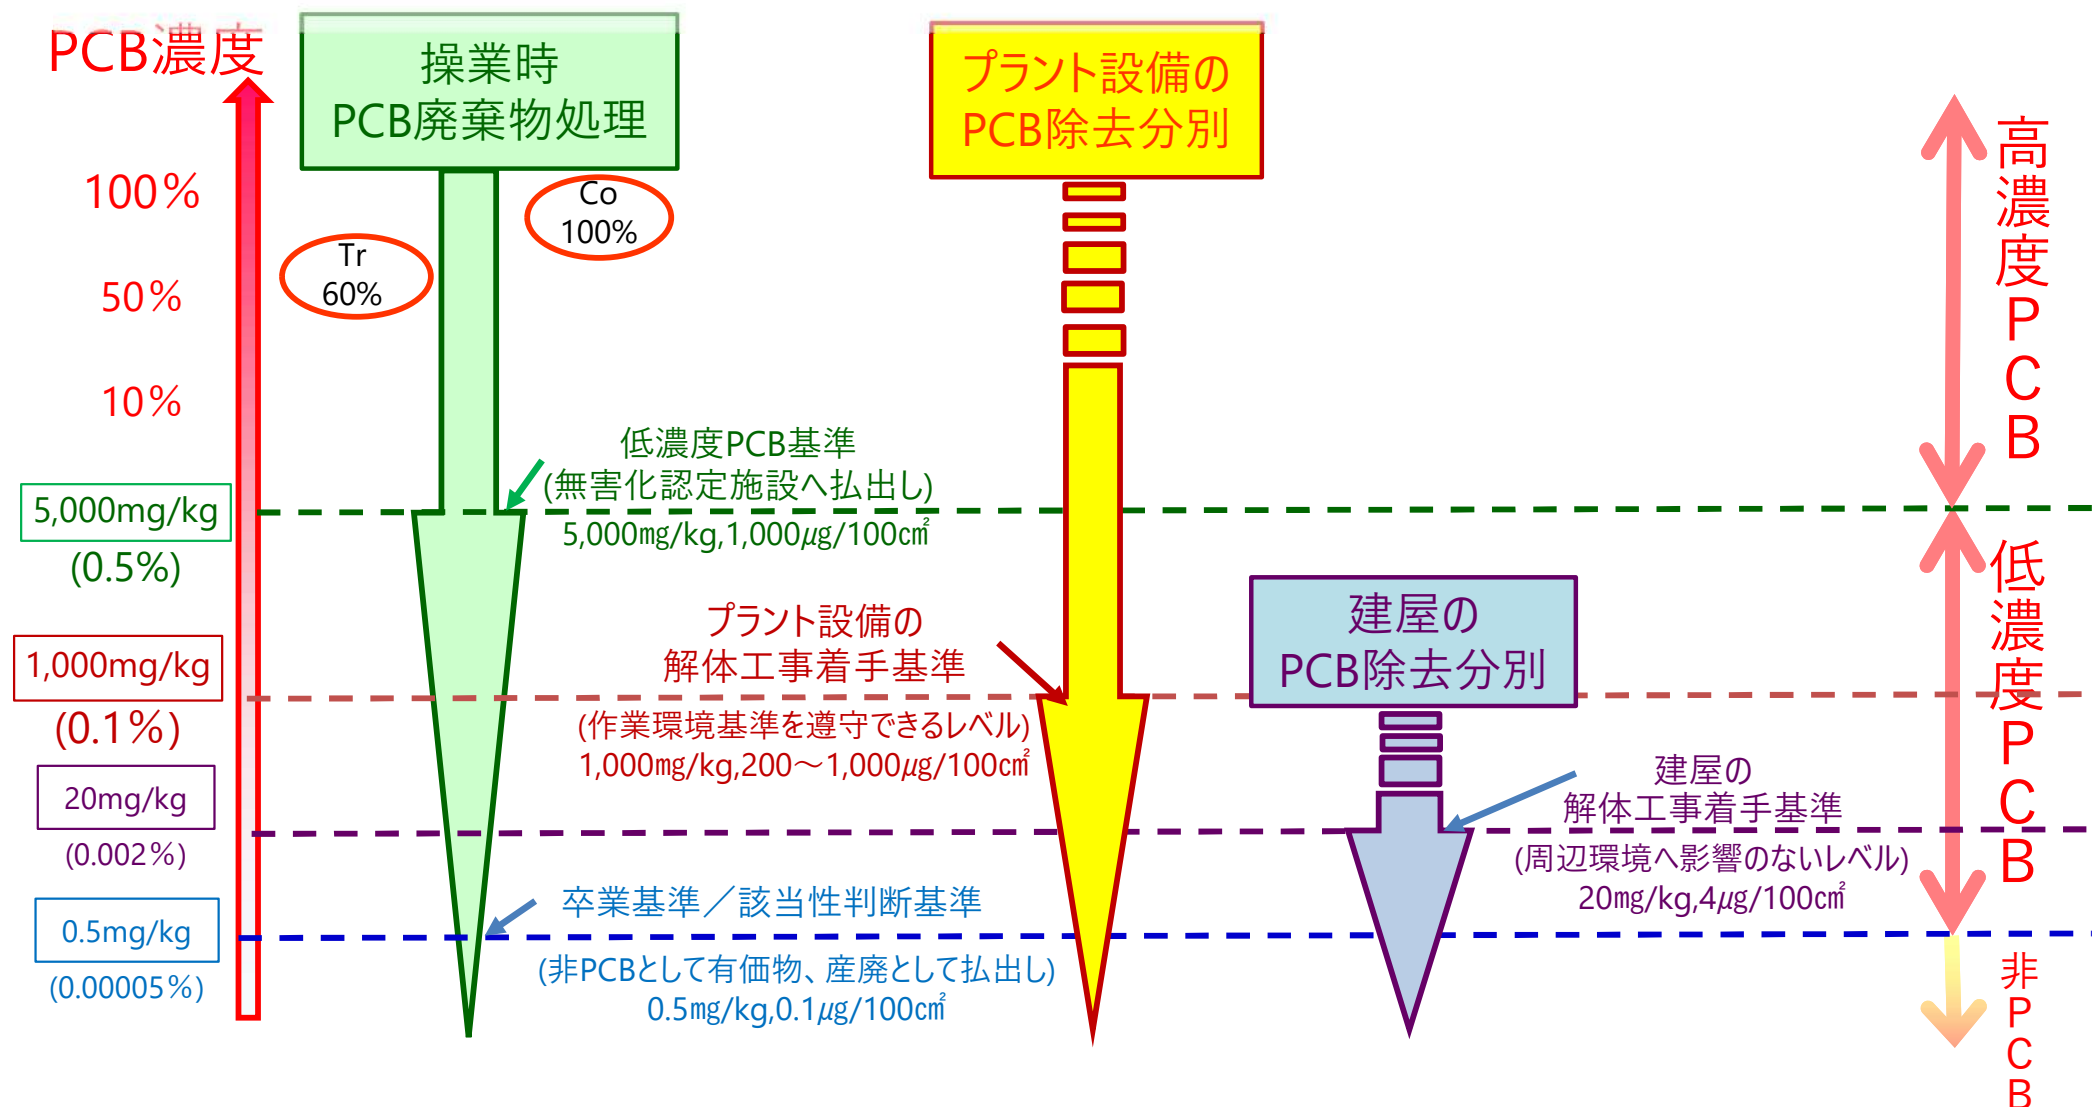 PCB濃度
100%
50%
10%
5,000mg/kg
(0.5%)
1,000mg/kg
(0.1%)
20mg/kg
(0.002%)
0.5mg/kg
(0.00005%)
操業時
PCB廃棄物処理
Co
100%
Tr
60%
低濃度PCB基準
(無害化認定施設へ払出し)
5,000㎎/kg,1,000㎍/100㎠
プラント設備の
解体工事着手基準
(作業環境基準を遵守できるレベル)
1,000㎎/kg,200～1,000㎍/100㎠
卒業基準／該当性判断基準
(非PCBとして有価物、産廃として払出し)
0.5㎎/kg,0.1㎍/100㎠
プラント設備の
PCB除去分別
建屋の
PCB除去分別
建屋の
解体工事着手基準
(周辺環境へ影響のないレベル)
20㎎/kg,4㎍/100㎠
高濃度PCB
低濃度PCB
非PCB